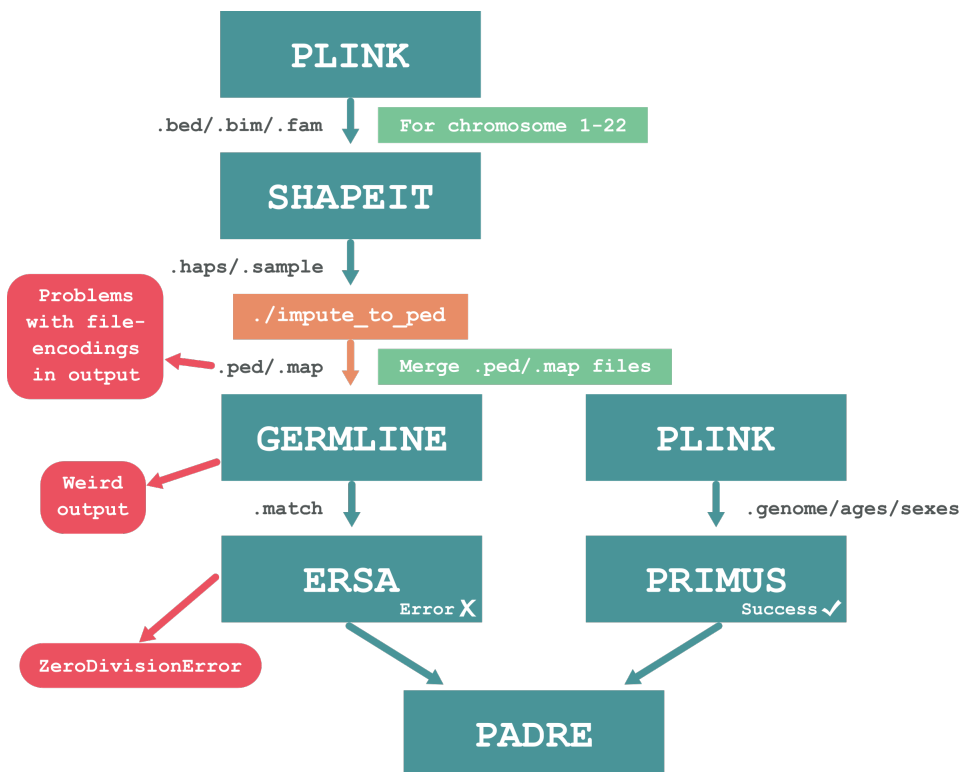 PLINK
.bed/.bim/.fam
For chromosome 1-22
SHAPEIT
.haps/.sample
./impute_to_ped
Problems
with file-
encodings
in output
.ped/.map
Merge .ped/.map files
GERMLINE
PLINK
Weird
output
.match
.genome/ages/sexes
ERSA
Error X
PRIMUS
Success ✓
ZeroDivisionError
PADRE